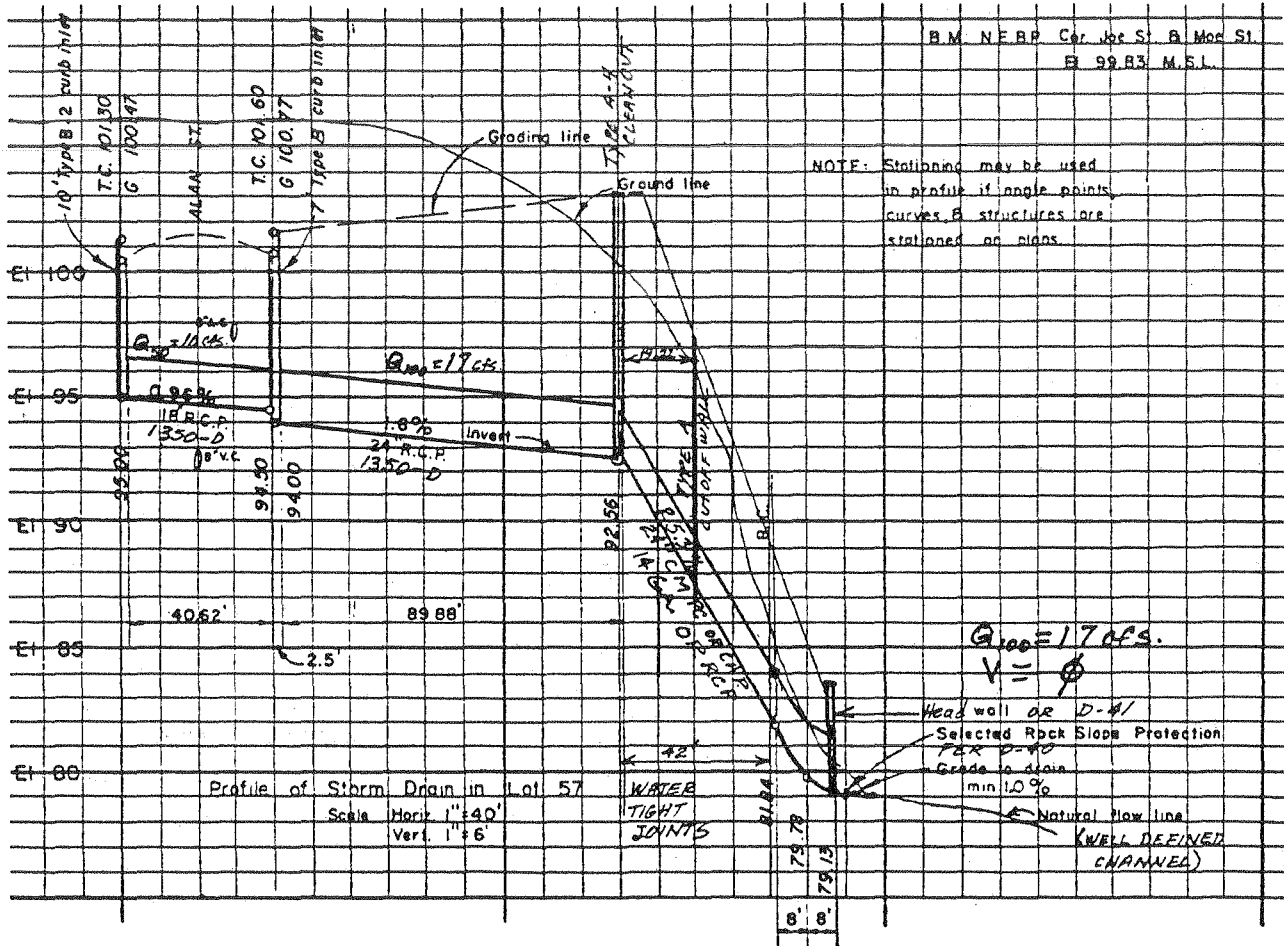 B.M. N.E.B.P. Cor. Joe St. & Moe St.
El 99.83 M.S.L.
10' Type B 2 curb inlet
T.C. 101.30
G 100.47
ALAN ST.
T.C. 101.60
G 100.77
7' Type B curb inlet
TYPE A-4
CLEANOUT
Grading line
Ground line
NOTE: Stationing may be used
in profile if angle points,
curves, & structures are
stationed on plans.
El 100
El 95
El 90
El 85
El 80
Q50 = 10 cfs.
Q100 = 17 cfs
0.96%
18 R.C.P.
1350-D
8" V.C.
1.8%
24" R.C.P.
1350-D
Invert
TYPE A
CUTOFF WALL
B.C.
95.00
94.50
94.00
92.56
40.62'
89.88'
2.5'
42'
WATER
TIGHT
JOINTS
81.84
79.78
79.13
8' 8'
Q100 = 17 cfs.
V = Ø
Head wall OR D-41
Selected Rock Slope Protection
PER D-40
Grade to drain
min 1.0%
Natural flow line
(WELL DEFINED
CHANNEL)
Profile of Storm Drain in Lot 57
Scale Horiz. 1"=40'
Vert. 1"=6'